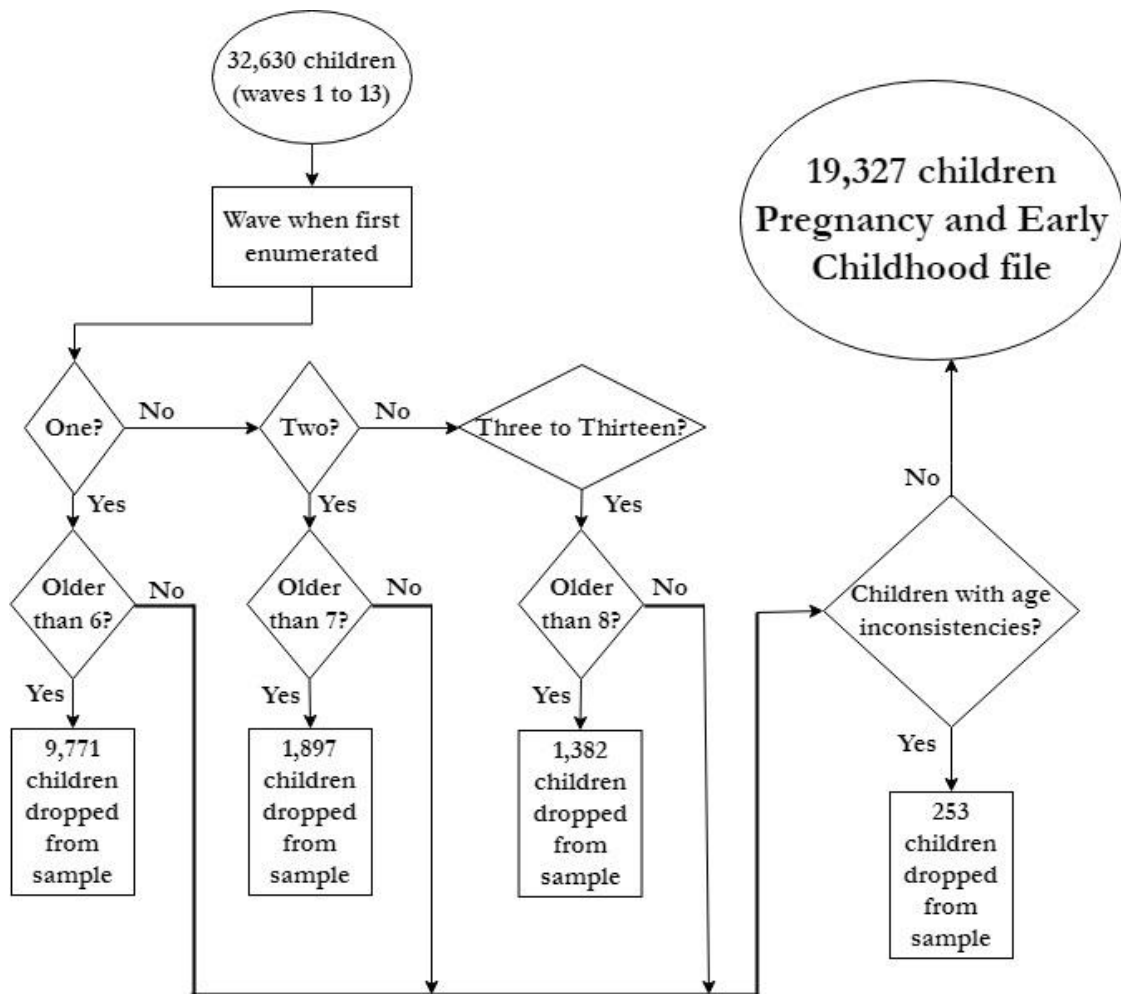 32,630 children
(waves 1 to 13)
Wave when first
enumerated
19,327 children
Pregnancy and Early
Childhood file
One?
No
Two?
No
Three to Thirteen?
Yes
Yes
Yes
No
Older
than 6?
No
Older
than 7?
No
Older
than 8?
No
Children with age
inconsistencies?
Yes
Yes
Yes
Yes
9,771
children
dropped
from
sample
1,897
children
dropped
from
sample
1,382
children
dropped
from
sample
253
children
dropped
from
sample